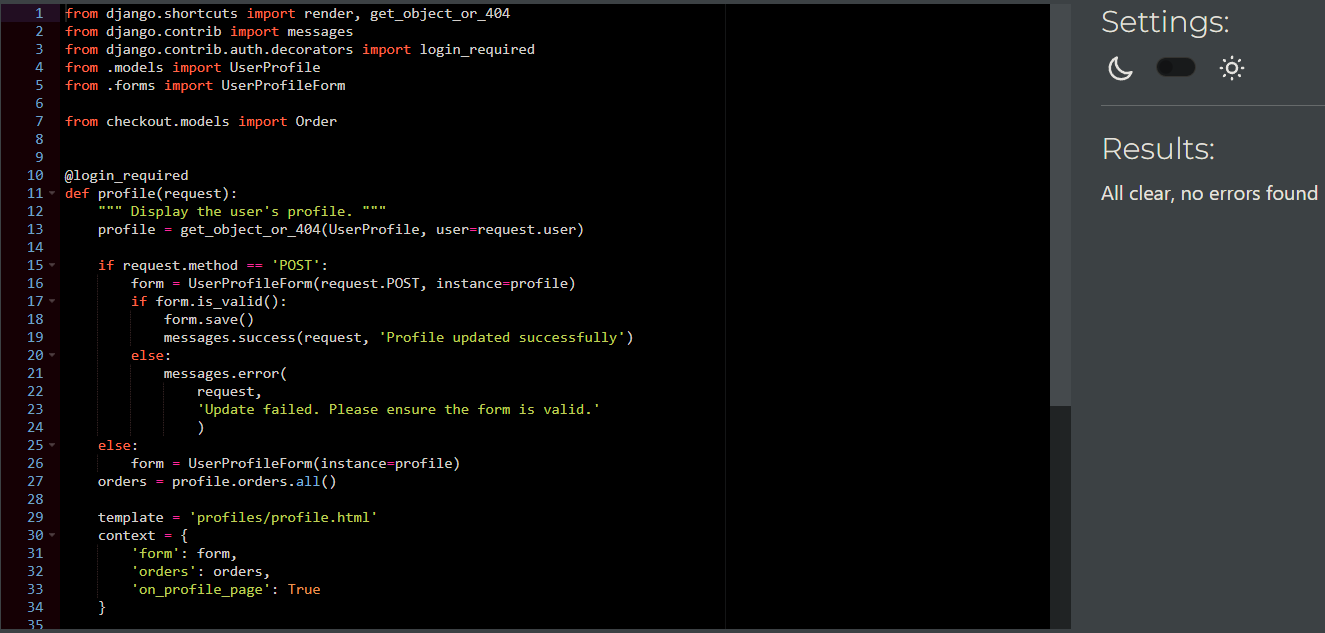 1 from django.shortcuts import render, get_object_or_404
2 from django.contrib import messages
3 from django.contrib.auth.decorators import login_required
4 from .models import UserProfile
5 from .forms import UserProfileForm
6
7 from checkout.models import Order
8
9
10 @login_required
11 def profile(request):
12     """ Display the user's profile. """
13     profile = get_object_or_404(UserProfile, user=request.user)
14
15     if request.method == 'POST':
16         form = UserProfileForm(request.POST, instance=profile)
17         if form.is_valid():
18             form.save()
19             messages.success(request, 'Profile updated successfully')
20         else:
21             messages.error(
22                 request,
23                 'Update failed. Please ensure the form is valid.'
24                 )
25     else:
26         form = UserProfileForm(instance=profile)
27     orders = profile.orders.all()
28
29     template = 'profiles/profile.html'
30     context = {
31         'form': form,
32         'orders': orders,
33         'on_profile_page': True
34     }
35
Settings:
Results:
All clear, no errors found